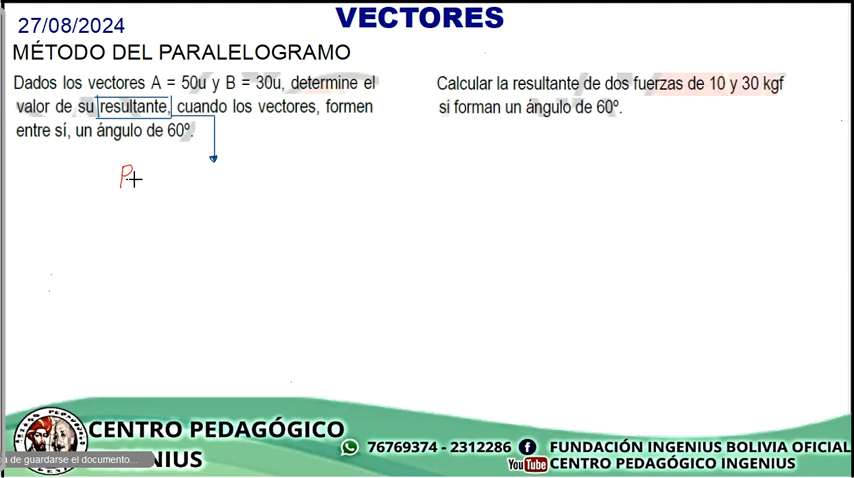 VECTORES
27/08/2024
MÉTODO DEL PARALELOGRAMO
Dados los vectores A = 50u y B = 30u, determine el
valor de su resultante, cuando los vectores, formen
entre sí, un ángulo de 60º.
Calcular la resultante de dos fuerzas de 10 y 30 kgf
si forman un ángulo de 60º.
P
CENTRO PEDAGÓGICO
NIUS
a de guardarse el documento...
76769374 - 2312286
FUNDACIÓN INGENIUS BOLIVIA OFICIAL
YouTube CENTRO PEDAGÓGICO INGENIUS